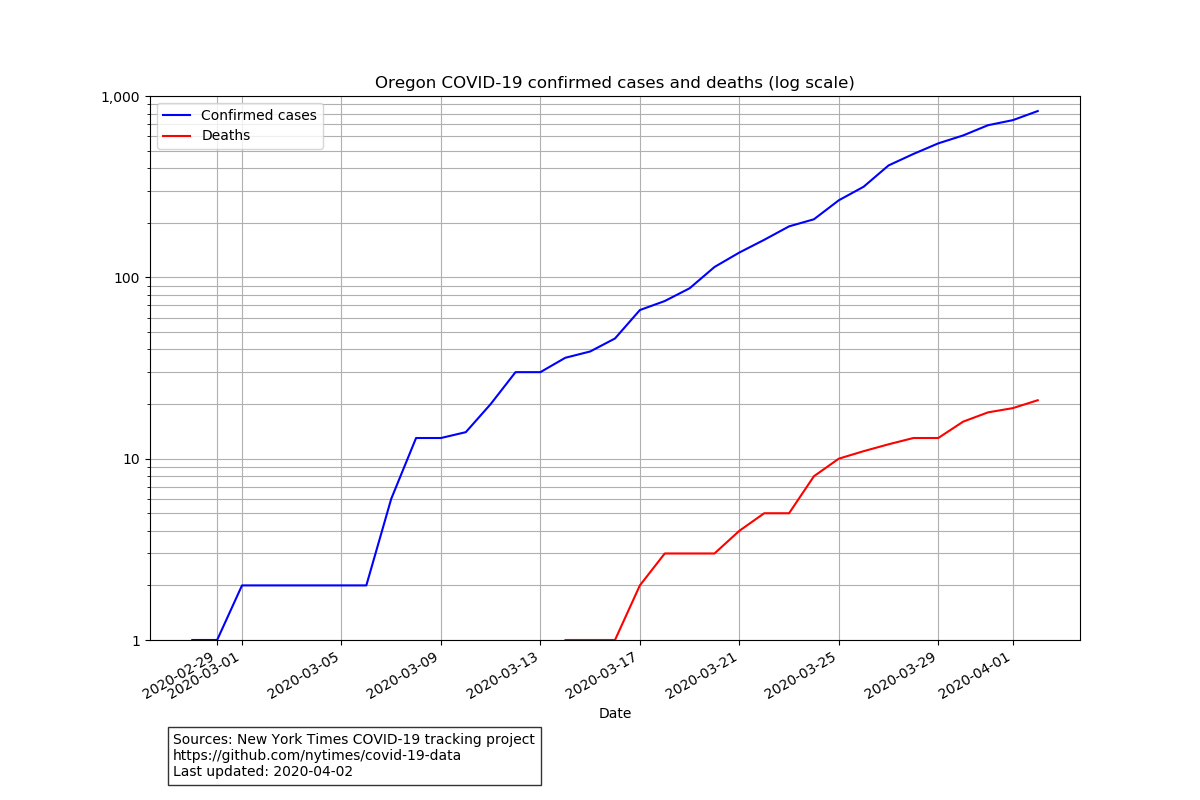 Oregon COVID-19 confirmed cases and deaths (log scale)
1,000
Confirmed cases
Deaths
100
10
1
2020-02-29
2020-03-01
2020-03-05
2020-03-09
2020-03-13
2020-03-17
2020-03-21
2020-03-25
2020-03-29
2020-04-01
Date
Sources: New York Times COVID-19 tracking project
https://github.com/nytimes/covid-19-data
Last updated: 2020-04-02